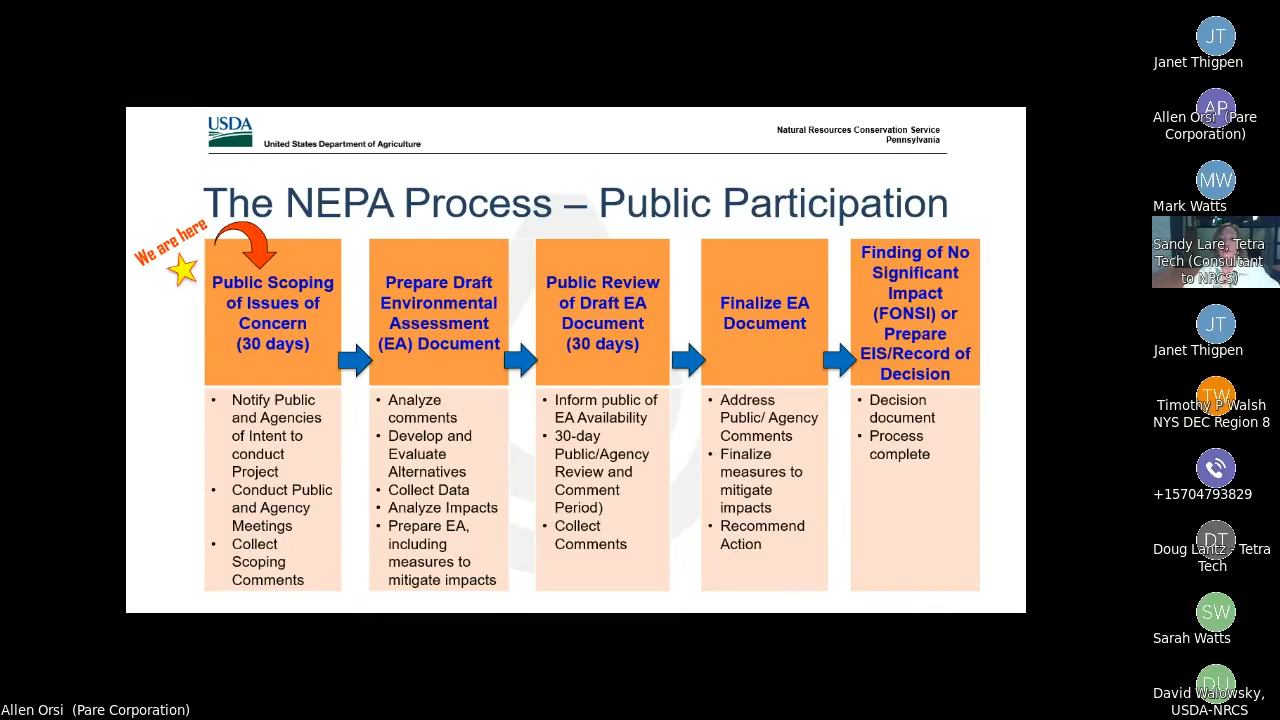 USDA
United States Department of Agriculture
Natural Resources Conservation Service
Pennsylvania
The NEPA Process – Public Participation
We are here
Public Scoping
of Issues of
Concern
(30 days)
Notify Public
and Agencies
of Intent to
conduct
Project
Conduct Public
and Agency
Meetings
Collect
Scoping
Comments
Prepare Draft
Environmental
Assessment
(EA) Document
Analyze
comments
Develop and
Evaluate
Alternatives
Collect Data
Analyze Impacts
Prepare EA,
including
measures to
mitigate impacts
Public Review
of Draft EA
Document
(30 days)
Inform public of
EA Availability
30-day
Public/Agency
Review and
Comment
Period)
Collect
Comments
Finalize EA
Document
Address
Public/ Agency
Comments
Finalize
measures to
mitigate
impacts
Recommend
Action
Finding of No
Significant
Impact
(FONSI) or
Prepare
EIS/Record of
Decision
Decision
document
Process
complete
JT
Janet Thigpen
AP
Allen Orsi (Pare
Corporation)
MW
Mark Watts
Sandy Lare, Tetra
Tech (Consultant
to NRCS)
JT
Janet Thigpen
TW
Timothy P Walsh
NYS DEC Region 8
+15704793829
DT
Doug Lantz - Tetra
Tech
SW
Sarah Watts
DU
David Walowsky,
USDA-NRCS
Allen Orsi (Pare Corporation)